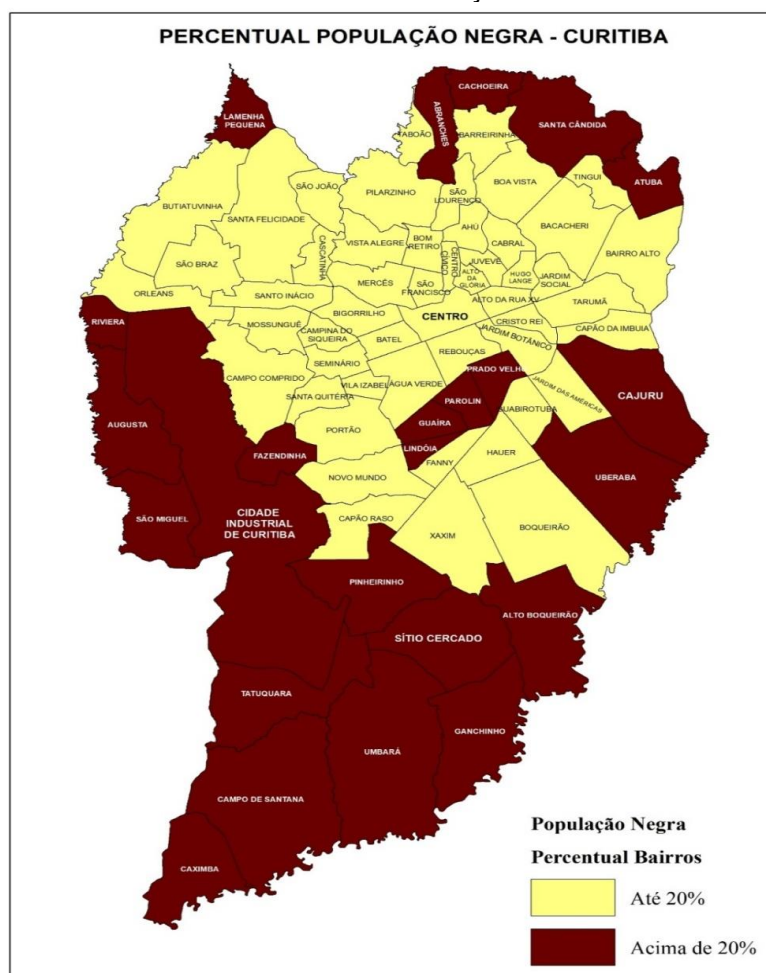 PERCENTUAL POPULAÇÃO NEGRA - CURITIBA
CACHOEIRA
LAMENHA
PEQUENA
ABRANCHES
SANTA CÂNDIDA
TABOÃO
BARREIRINHA
ATUBA
TINGUI
SÃO JOÃO
PILARZINHO
SÃO
LOURENÇO
BOA VISTA
BUTIATUVINHA
SANTA FELICIDADE
BACACHERI
AHÚ
CASCATINHA
VISTA ALEGRE
BOM
RETIRO
CENTRO
CÍVICO
CABRAL
BAIRRO ALTO
SÃO BRAZ
JUVEVÊ
ALTO
DA
GLÓRIA
HUGO
LANGE
JARDIM
SOCIAL
MERCÊS
SÃO
FRANCISCO
ORLEANS
SANTO INÁCIO
ALTO DA RUA XV
TARUMÃ
RIVIERA
MOSSUNGUÊ
BIGORRILHO
CENTRO
CRISTO REI
CAMPINA DO
SIQUEIRA
BATEL
JARDIM BOTÂNICO
CAPÃO DA IMBUIA
REBOUÇAS
SEMINÁRIO
CAMPO COMPRIDO
VILA IZABEL
ÁGUA VERDE
PRADO VELHO
SANTA QUITÉRIA
JARDIM DAS AMÉRICAS
CAJURU
PAROLIN
GUABIROTUBA
AUGUSTA
PORTÃO
GUAÍRA
FAZENDINHA
LINDÓIA
HAUER
FANNY
UBERABA
NOVO MUNDO
CIDADE
INDUSTRIAL
DE CURITIBA
SÃO MIGUEL
CAPÃO RASO
BOQUEIRÃO
XAXIM
PINHEIRINHO
ALTO BOQUEIRÃO
SÍTIO CERCADO
TATUQUARA
GANCHINHO
UMBARÁ
CAMPO DE SANTANA
CAXIMBA
População Negra
Percentual Bairros
Até 20%
Acima de 20%